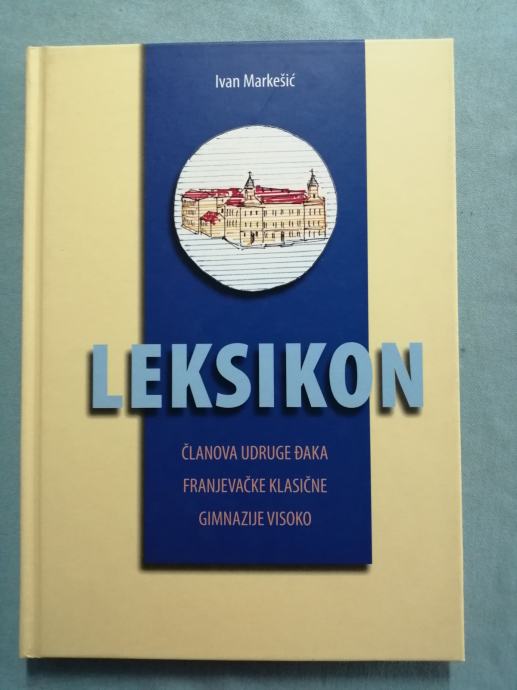 Ivan Markešić
LEKSIKON
ČLANOVA UDRUGE ĐAKA
FRANJEVAČKE KLASIČNE
GIMNAZIJE VISOKO